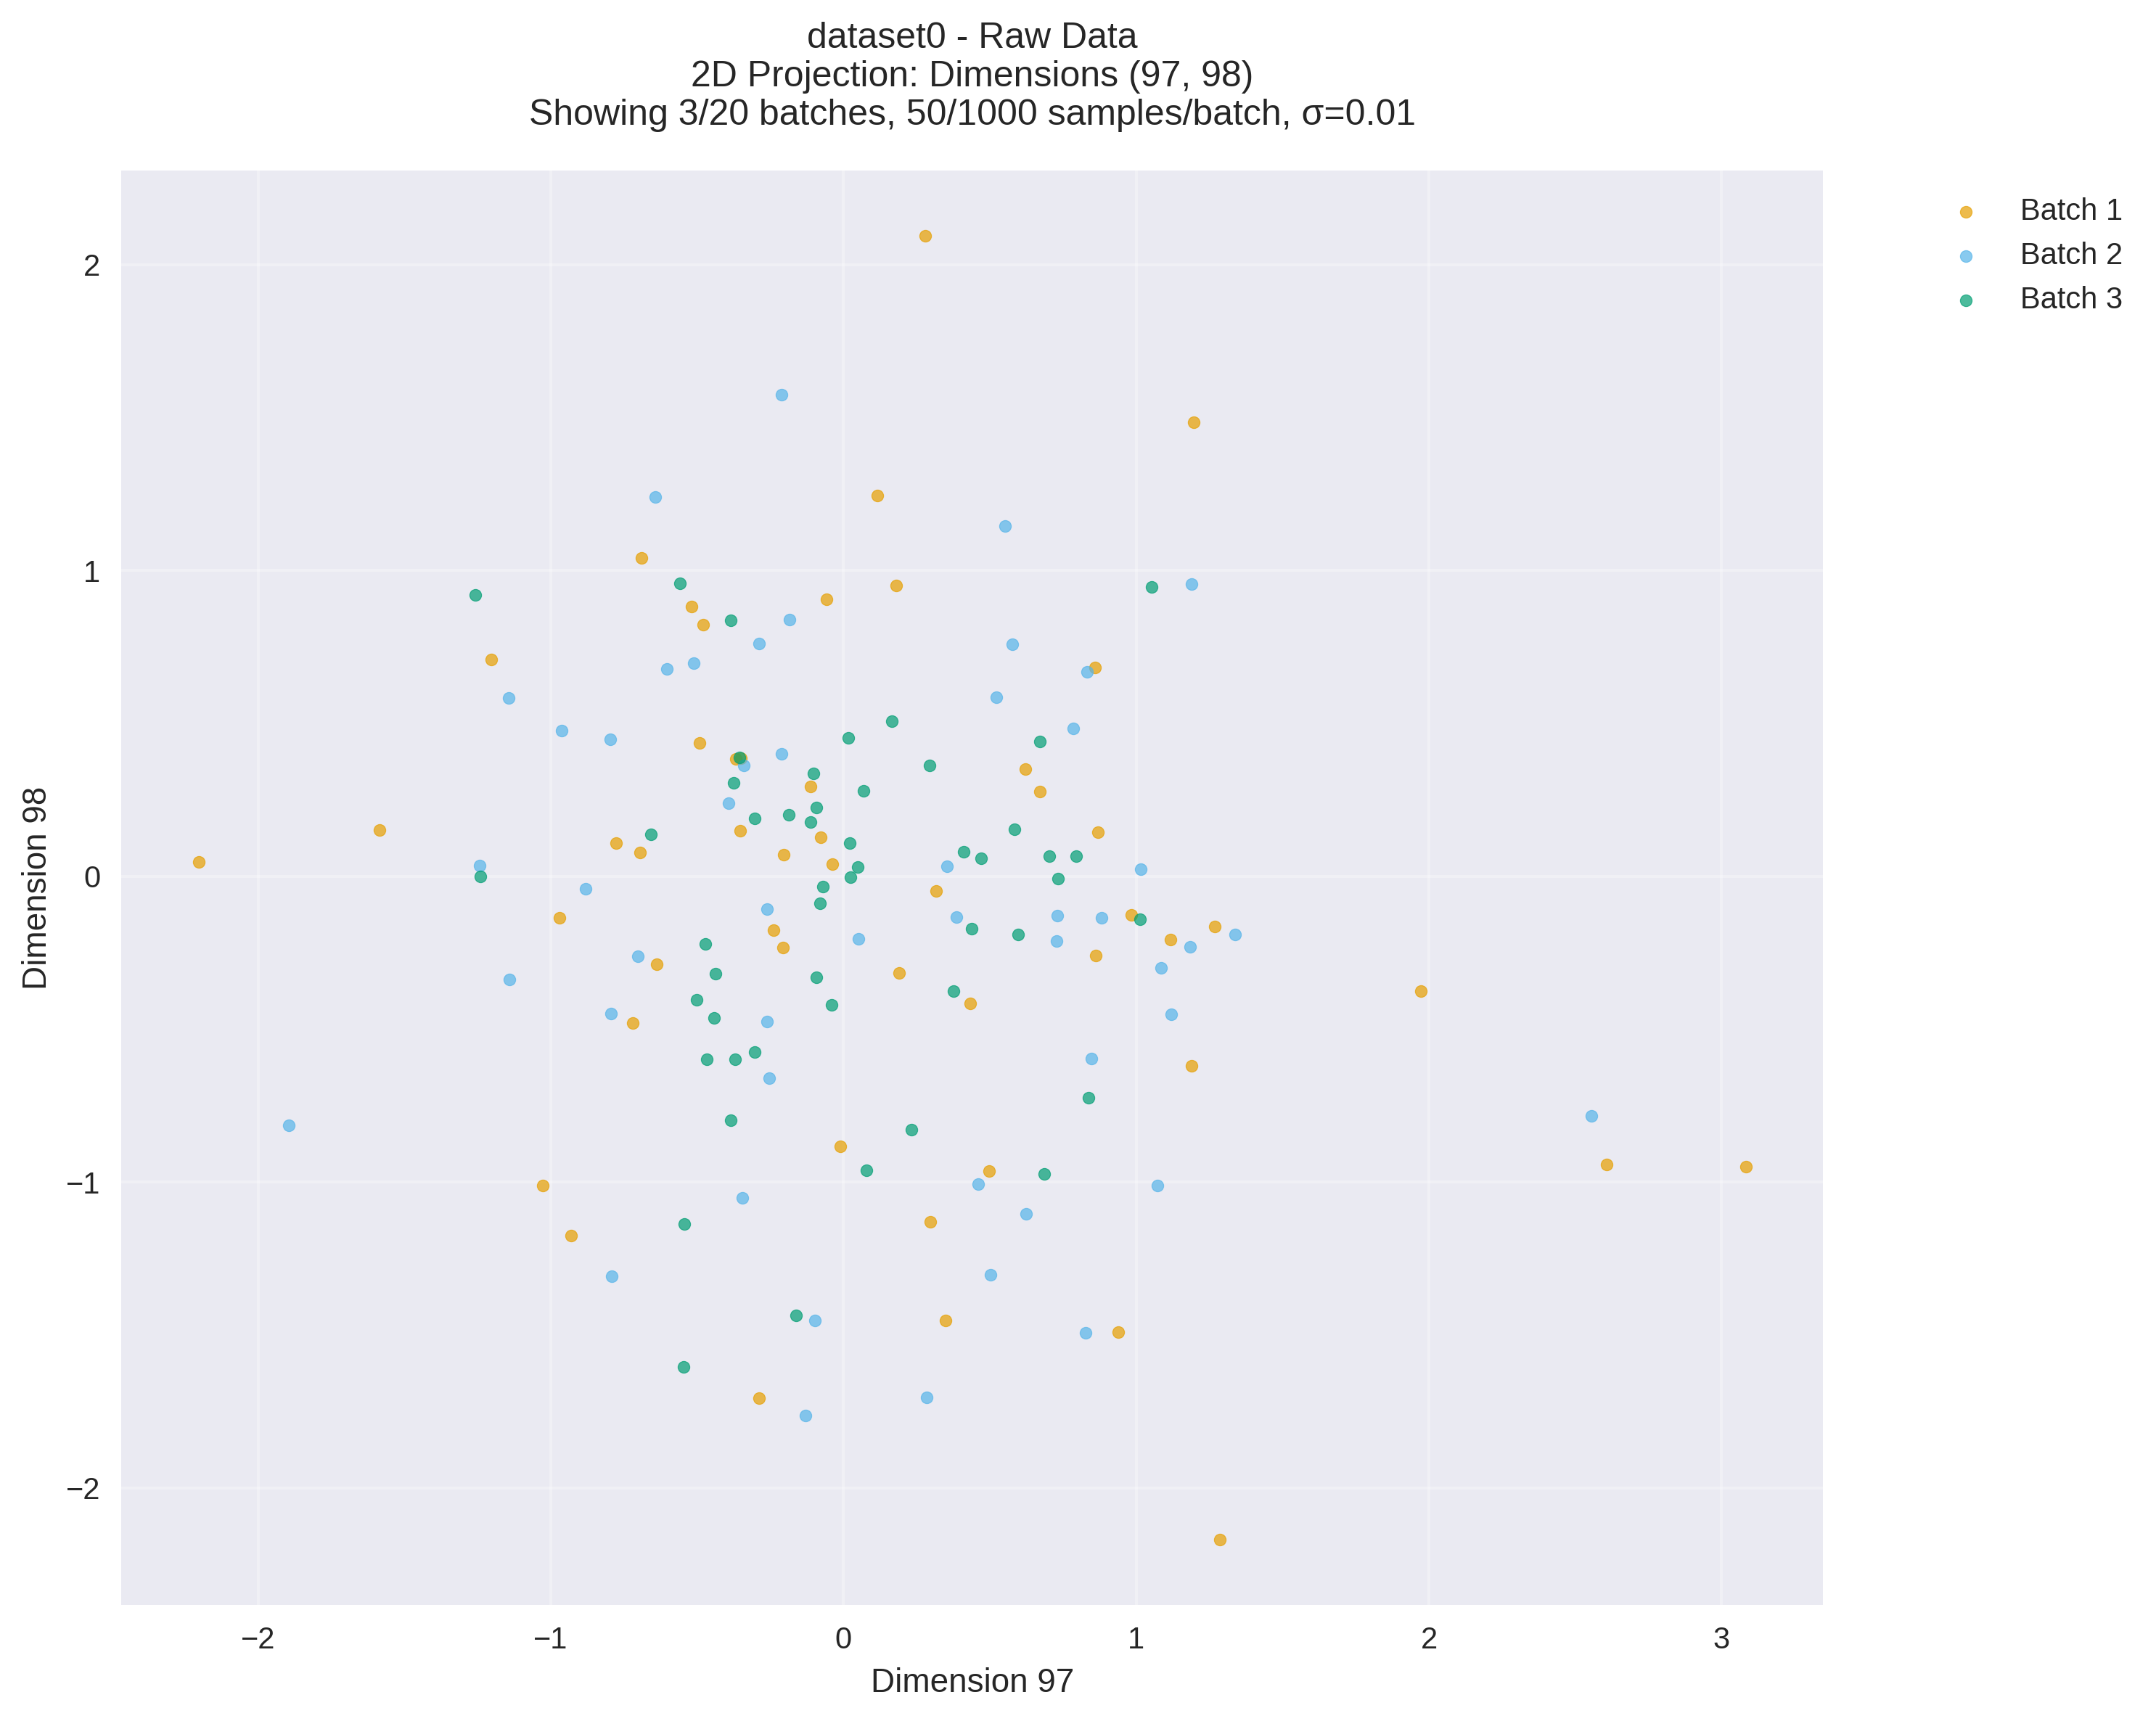 dataset0 - Raw Data
2D Projection: Dimensions (97, 98)
Showing 3/20 batches, 50/1000 samples/batch, σ=0.01
Batch 1
Batch 2
Batch 3
2
1
0
−1
−2
Dimension 98
−2
−1
0
1
2
3
Dimension 97